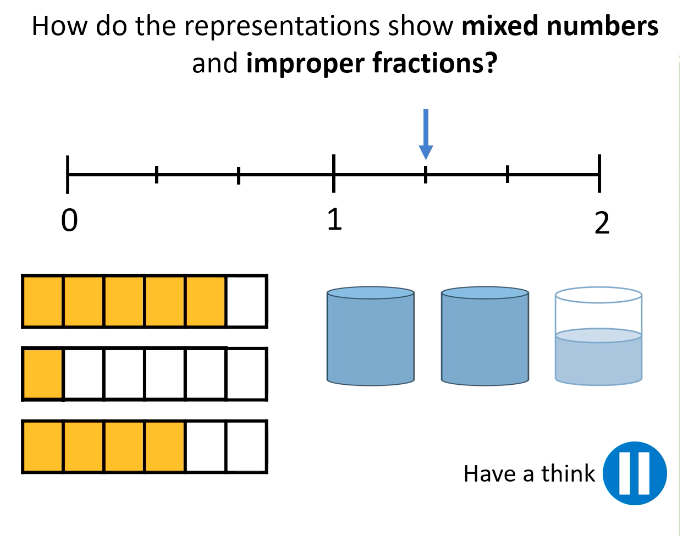 How do the representations show mixed numbers
and improper fractions?
0 1 2
Have a think